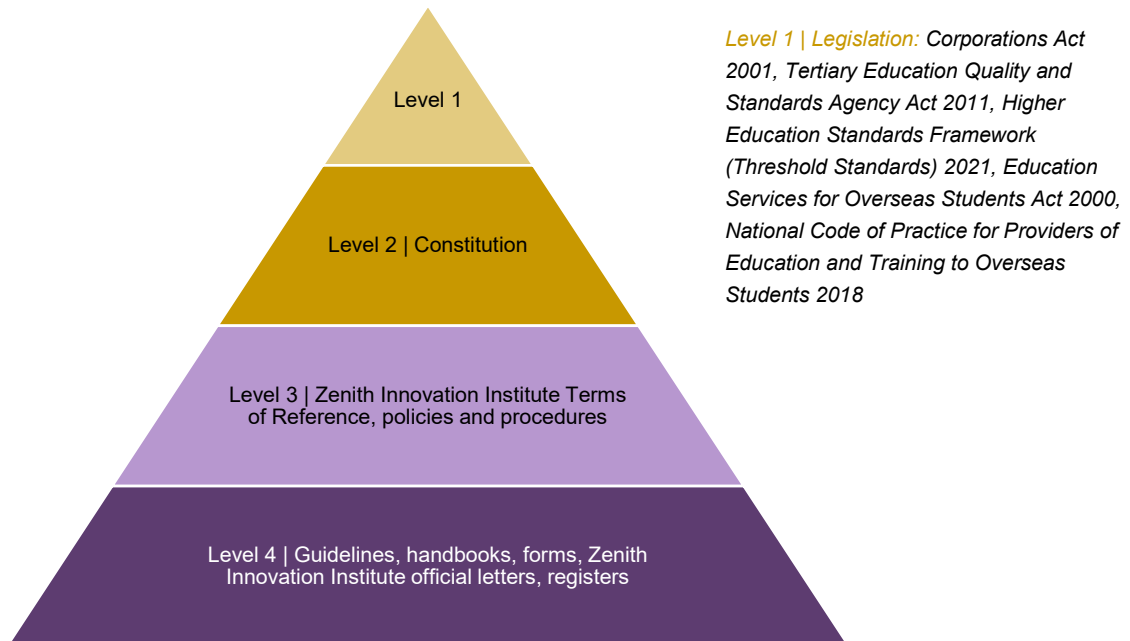 Level 1
Level 2 | Constitution
Level 3 | Zenith Innovation Institute Terms
of Reference, policies and procedures
Level 4 | Guidelines, handbooks, forms, Zenith
Innovation Institute official letters, registers
Level 1 | Legislation: Corporations Act
2001, Tertiary Education Quality and
Standards Agency Act 2011, Higher
Education Standards Framework
(Threshold Standards) 2021, Education
Services for Overseas Students Act 2000,
National Code of Practice for Providers of
Education and Training to Overseas
Students 2018